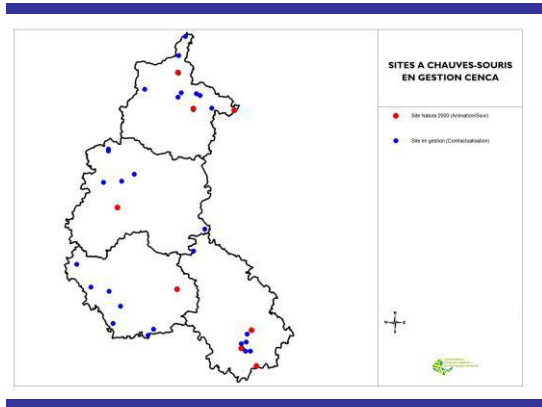 SITES A CHAUVES-SOURIS
EN GESTION CENCA
Site Natura 2000 (Animation/Suivi)
Site en gestion (Contractualisation)